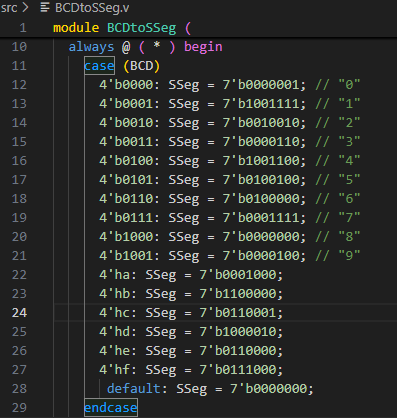 src > BCDtoSSeg.v
1 module BCDtoSSeg (
10 always @ ( * ) begin
11 case (BCD)
12 4'b0000: SSeg = 7'b0000001; // "0"
13 4'b0001: SSeg = 7'b1001111; // "1"
14 4'b0010: SSeg = 7'b0010010; // "2"
15 4'b0011: SSeg = 7'b0000110; // "3"
16 4'b0100: SSeg = 7'b1001100; // "4"
17 4'b0101: SSeg = 7'b0100100; // "5"
18 4'b0110: SSeg = 7'b0100000; // "6"
19 4'b0111: SSeg = 7'b0001111; // "7"
20 4'b1000: SSeg = 7'b0000000; // "8"
21 4'b1001: SSeg = 7'b0000100; // "9"
22 4'ha: SSeg = 7'b0001000;
23 4'hb: SSeg = 7'b1100000;
24 4'hc: SSeg = 7'b0110001;
25 4'hd: SSeg = 7'b1000010;
26 4'he: SSeg = 7'b0110000;
27 4'hf: SSeg = 7'b0111000;
28 default: SSeg = 7'b0000000;
29 endcase